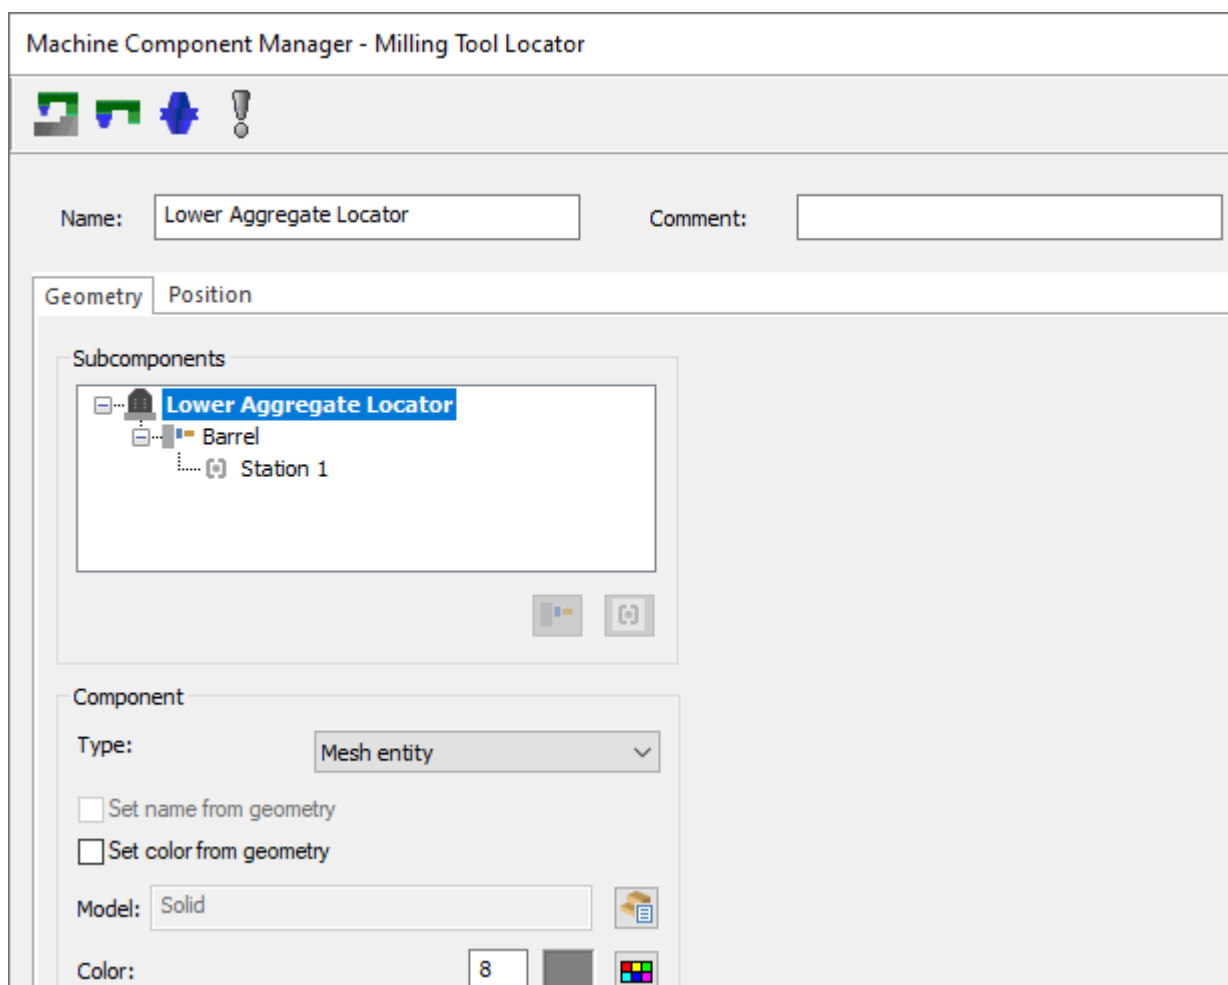 Machine Component Manager - Milling Tool Locator
Name: Lower Aggregate Locator Comment:
Geometry Position
Subcomponents
Lower Aggregate Locator
Barrel
Station 1
Component
Type: Mesh entity
Set name from geometry
Set color from geometry
Model: Solid
Color: 8